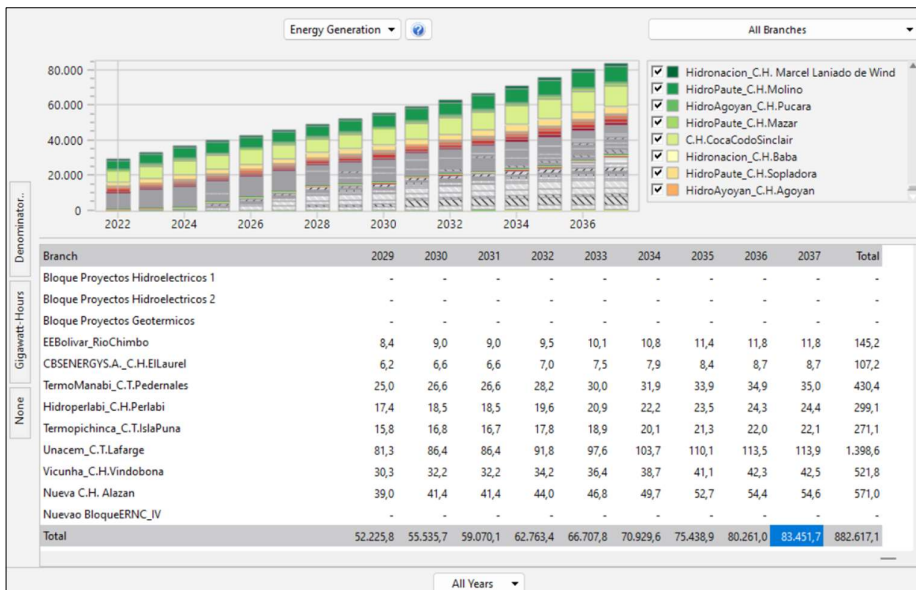 Energy Generation
All Branches
80.000
60.000
40.000
20.000
0
2022 2024 2026 2028 2030 2032 2034 2036
Hidronacion_C.H. Marcel Laniado de Wind
HidroPaute_C.H.Molino
HidroAgoyan_C.H.Pucara
HidroPaute_C.H.Mazar
C.H.CocaCodoSinclair
Hidronacion_C.H.Baba
HidroPaute_C.H.Sopladora
HidroAyoyan_C.H.Agoyan
Denominator..
Gigawatt-Hours
None
Branch 2029 2030 2031 2032 2033 2034 2035 2036 2037 Total
Bloque Proyectos Hidroelectricos 1 - - - - - - - - - -
Bloque Proyectos Hidroelectricos 2 - - - - - - - - - -
Bloque Proyectos Geotermicos - - - - - - - - - -
EEBolivar_RioChimbo 8,4 9,0 9,0 9,5 10,1 10,8 11,4 11,8 11,8 145,2
CBSENERGYS.A._C.H.ElLaurel 6,2 6,6 6,6 7,0 7,5 7,9 8,4 8,7 8,7 107,2
TermoManabi_C.T.Pedernales 25,0 26,6 26,6 28,2 30,0 31,9 33,9 34,9 35,0 430,4
Hidroperlabi_C.H.Perlabi 17,4 18,5 18,5 19,6 20,9 22,2 23,5 24,3 24,4 299,1
Termopichinca_C.T.IslaPuna 15,8 16,8 16,7 17,8 18,9 20,1 21,3 22,0 22,1 271,1
Unacem_C.T.Lafarge 81,3 86,4 86,4 91,8 97,6 103,7 110,1 113,5 113,9 1.398,6
Vicunha_C.H.Vindobona 30,3 32,2 32,2 34,2 36,4 38,7 41,1 42,3 42,5 521,8
Nueva C.H. Alazan 39,0 41,4 41,4 44,0 46,8 49,7 52,7 54,4 54,6 571,0
Nuevao BloqueERNC_IV - - - - - - - - - -
Total 52.225,8 55.535,7 59.070,1 62.763,4 66.707,8 70.929,6 75.438,9 80.261,0 83.451,7 882.617,1
All Years